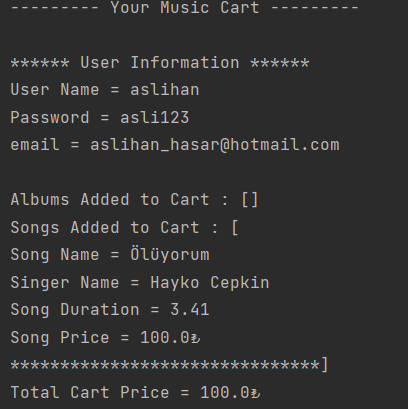 --------- Your Music Cart ---------
****** User Information ******
User Name = aslihan
Password = asli123
email = aslihan_hasar@hotmail.com
Albums Added to Cart : []
Songs Added to Cart : [
Song Name = Ölüyorum
Singer Name = Hayko Cepkin
Song Duration = 3.41
Song Price = 100.0₺
*******************************]
Total Cart Price = 100.0₺